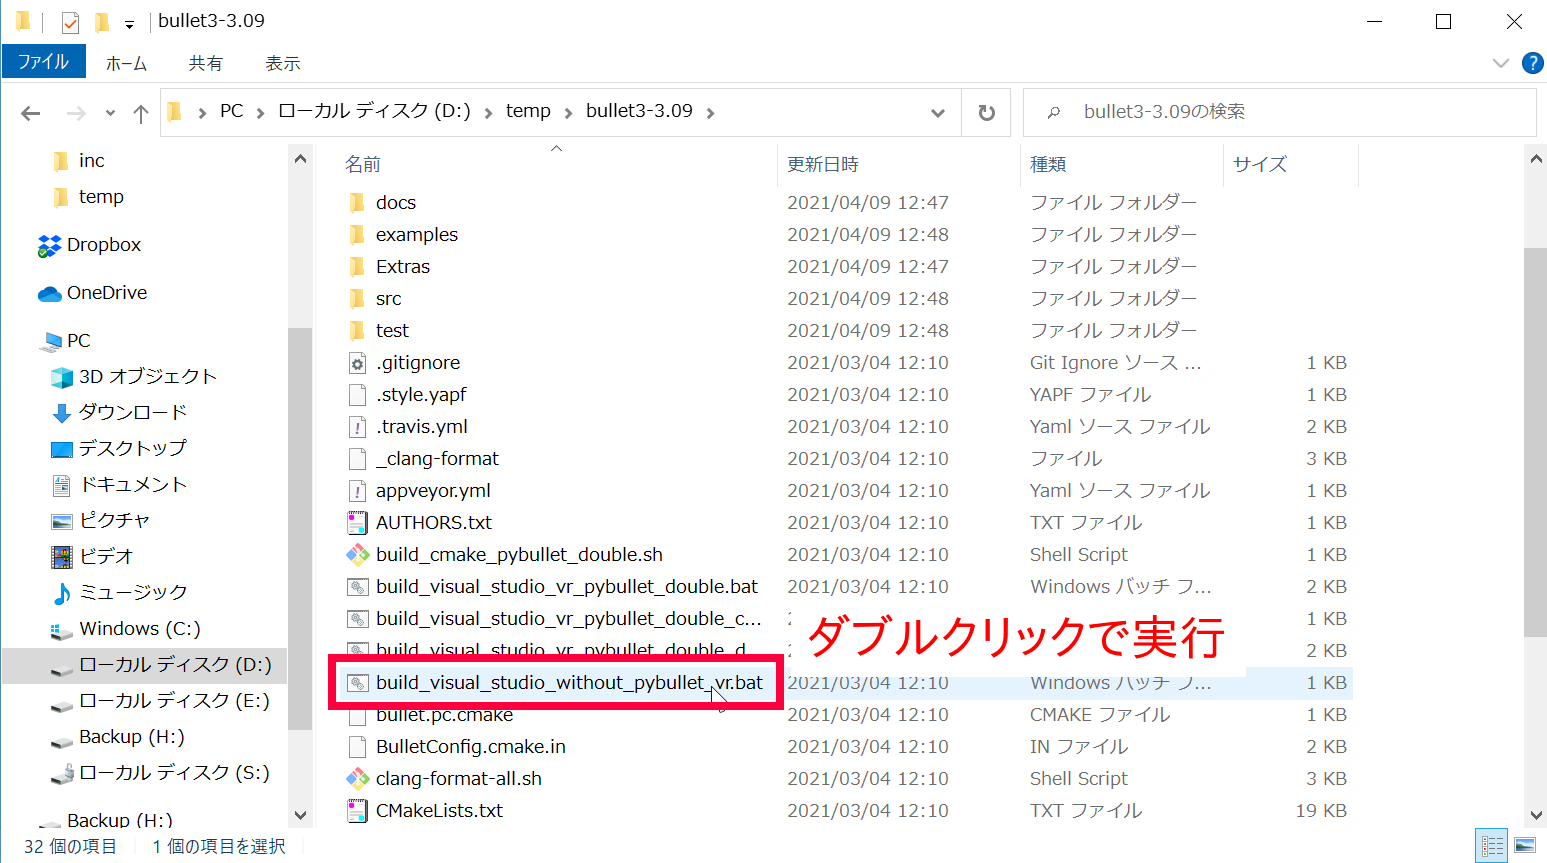 bullet3-3.09
ファイル ホーム 共有 表示
PC ローカル ディスク (D:) temp bullet3-3.09
bullet3-3.09の検索
inc
temp
Dropbox
OneDrive
PC
3D オブジェクト
ダウンロード
デスクトップ
ドキュメント
ピクチャ
ビデオ
ミュージック
Windows (C:)
ローカル ディスク (D:)
ローカル ディスク (E:)
Backup (H:)
ローカル ディスク (S:)
Backup (H:)
名前 更新日時 種類 サイズ
docs 2021/04/09 12:47 ファイル フォルダー
examples 2021/04/09 12:48 ファイル フォルダー
Extras 2021/04/09 12:47 ファイル フォルダー
src 2021/04/09 12:48 ファイル フォルダー
test 2021/04/09 12:48 ファイル フォルダー
.gitignore 2021/03/04 12:10 Git Ignore ソース ... 1 KB
.style.yapf 2021/03/04 12:10 YAPF ファイル 1 KB
.travis.yml 2021/03/04 12:10 Yaml ソース ファイル 2 KB
_clang-format 2021/03/04 12:10 ファイル 3 KB
appveyor.yml 2021/03/04 12:10 Yaml ソース ファイル 1 KB
AUTHORS.txt 2021/03/04 12:10 TXT ファイル 2 KB
build_cmake_pybullet_double.sh 2021/03/04 12:10 Shell Script 1 KB
build_visual_studio_vr_pybullet_double.bat 2021/03/04 12:10 Windows バッチ フ... 2 KB
build_visual_studio_vr_pybullet_double_c... 1 KB
build_visual_studio_vr_pybullet_double_d... 2 KB
ダブルクリックで実行
build_visual_studio_without_pybullet_vr.bat 2021/03/04 12:10 Windows バッチ フ... 1 KB
bullet.pc.cmake 2021/03/04 12:10 CMAKE ファイル 1 KB
BulletConfig.cmake.in 2021/03/04 12:10 IN ファイル 2 KB
clang-format-all.sh 2021/03/04 12:10 Shell Script 3 KB
CMakeLists.txt 2021/03/04 12:10 TXT ファイル 19 KB
32 個の項目 1 個の項目を選択